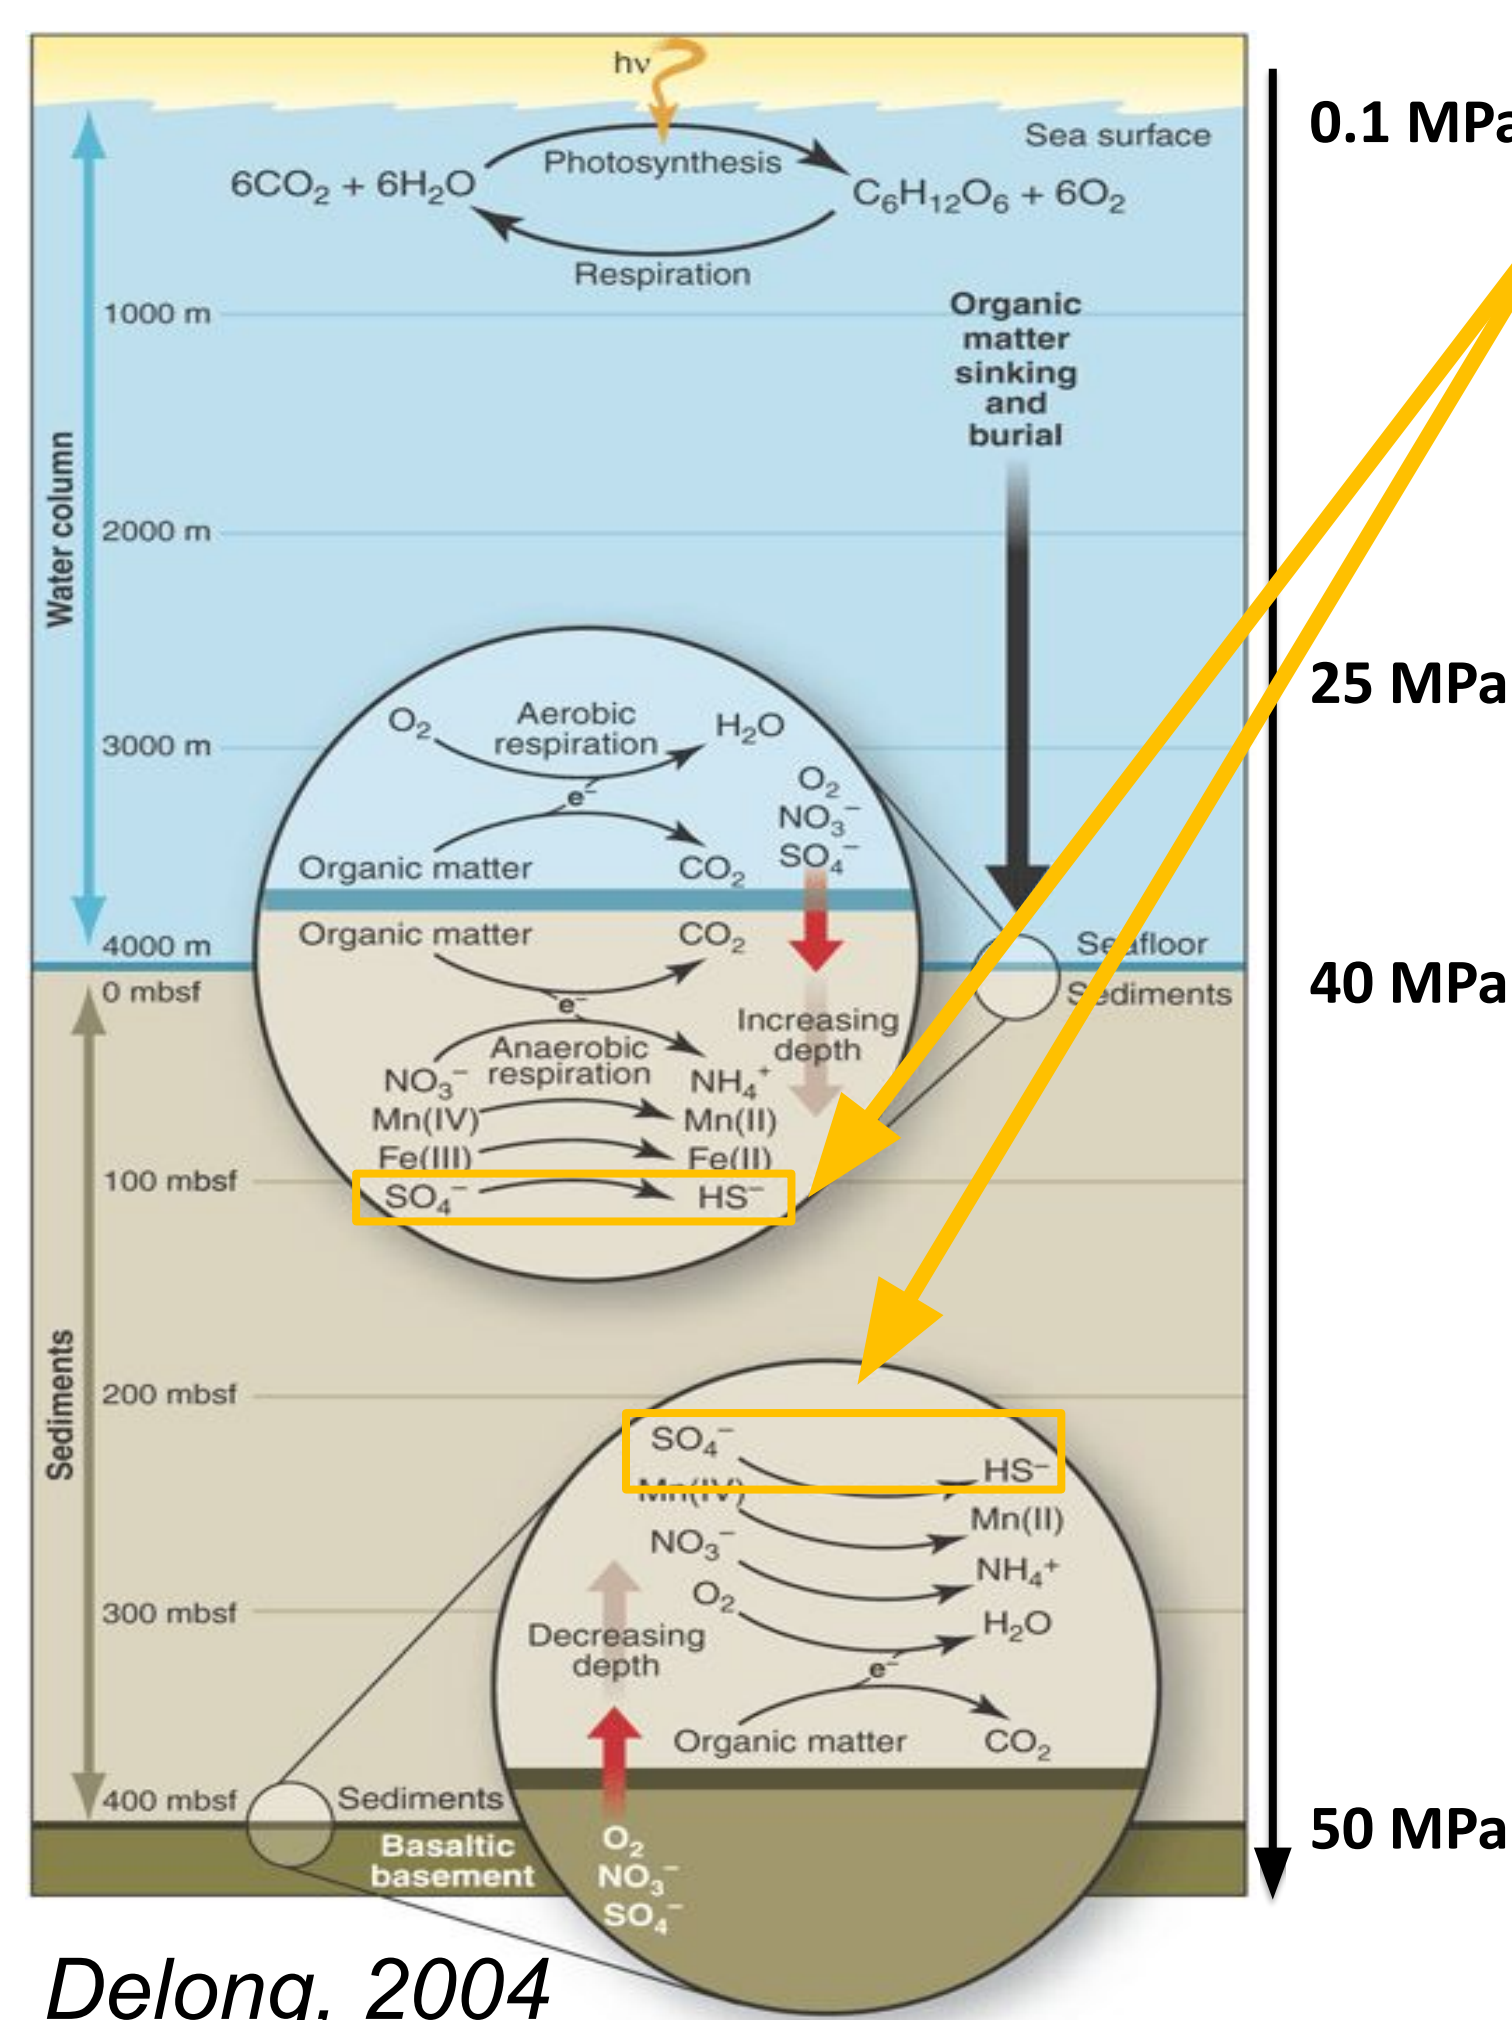 hν
0.1 MPa
Sea surface
Photosynthesis
6CO₂ + 6H₂O
C₆H₁₂O₆ + 6O₂
Respiration
1000 m
Organic
matter
sinking
and
burial
Water column
2000 m
25 MPa
3000 m
O₂
Aerobic
respiration
H₂O
e⁻
O₂
NO₃⁻
SO₄⁻
Organic matter
CO₂
4000 m
Seafloor
0 mbsf
Sediments
40 MPa
Organic matter
CO₂
e⁻
Increasing
depth
Anaerobic
respiration
NO₃⁻
NH₄⁺
Mn(IV)
Mn(II)
Fe(III)
Fe(II)
100 mbsf
SO₄⁻
HS⁻
Sediments
200 mbsf
SO₄⁻
HS⁻
Mn(IV)
Mn(II)
NO₃⁻
NH₄⁺
O₂
H₂O
300 mbsf
Decreasing
depth
e⁻
Organic matter
CO₂
400 mbsf
Sediments
50 MPa
Basaltic
basement
O₂
NO₃⁻
SO₄⁻
Delong, 2004